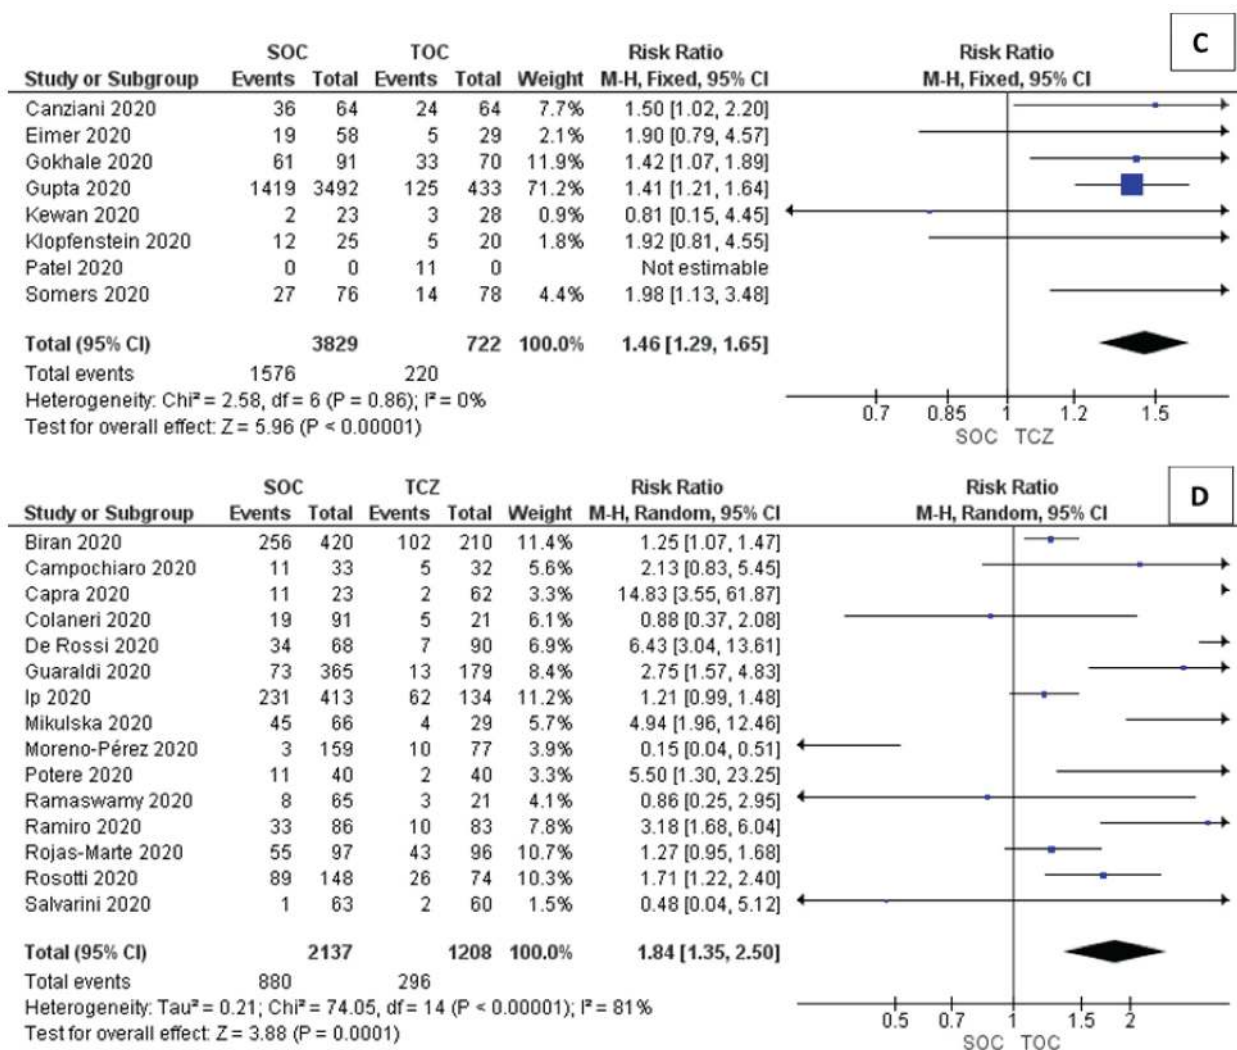 C
SOC TOC Risk Ratio Risk Ratio
Study or Subgroup Events Total Events Total Weight M-H, Fixed, 95% CI M-H, Fixed, 95% CI
Canziani 2020 36 64 24 64 7.7% 1.50 [1.02, 2.20]
Eimer 2020 19 58 5 29 2.1% 1.90 [0.79, 4.57]
Gokhale 2020 61 91 33 70 11.9% 1.42 [1.07, 1.89]
Gupta 2020 1419 3492 125 433 71.2% 1.41 [1.21, 1.64]
Kewan 2020 2 23 3 28 0.9% 0.81 [0.15, 4.45]
Klopfenstein 2020 12 25 5 20 1.8% 1.92 [0.81, 4.55]
Patel 2020 0 0 11 0 Not estimable
Somers 2020 27 76 14 78 4.4% 1.98 [1.13, 3.48]
Total (95% CI) 3829 722 100.0% 1.46 [1.29, 1.65]
Total events 1576 220
Heterogeneity: Chi² = 2.58, df = 6 (P = 0.86); I² = 0%
Test for overall effect: Z = 5.96 (P < 0.00001)
0.7 0.85 1 1.2 1.5
SOC TCZ
D
SOC TCZ Risk Ratio Risk Ratio
Study or Subgroup Events Total Events Total Weight M-H, Random, 95% CI M-H, Random, 95% CI
Biran 2020 256 420 102 210 11.4% 1.25 [1.07, 1.47]
Campochiaro 2020 11 33 5 32 5.6% 2.13 [0.83, 5.45]
Capra 2020 11 23 2 62 3.3% 14.83 [3.55, 61.87]
Colaneri 2020 19 91 5 21 6.1% 0.88 [0.37, 2.08]
De Rossi 2020 34 68 7 90 6.9% 6.43 [3.04, 13.61]
Guaraldi 2020 73 365 13 179 8.4% 2.75 [1.57, 4.83]
Ip 2020 231 413 62 134 11.2% 1.21 [0.99, 1.48]
Mikulska 2020 45 66 4 29 5.7% 4.94 [1.96, 12.46]
Moreno-Pérez 2020 3 159 10 77 3.9% 0.15 [0.04, 0.51]
Potere 2020 11 40 2 40 3.3% 5.50 [1.30, 23.25]
Ramaswamy 2020 8 65 3 21 4.1% 0.86 [0.25, 2.95]
Ramiro 2020 33 86 10 83 7.8% 3.18 [1.68, 6.04]
Rojas-Marte 2020 55 97 43 96 10.7% 1.27 [0.95, 1.68]
Rosotti 2020 89 148 26 74 10.3% 1.71 [1.22, 2.40]
Salvarini 2020 1 63 2 60 1.5% 0.48 [0.04, 5.12]
Total (95% CI) 2137 1208 100.0% 1.84 [1.35, 2.50]
Total events 880 296
Heterogeneity: Tau² = 0.21; Chi² = 74.05, df = 14 (P < 0.00001); I² = 81%
Test for overall effect: Z = 3.88 (P = 0.0001)
0.5 0.7 1 1.5 2
SOC TOC